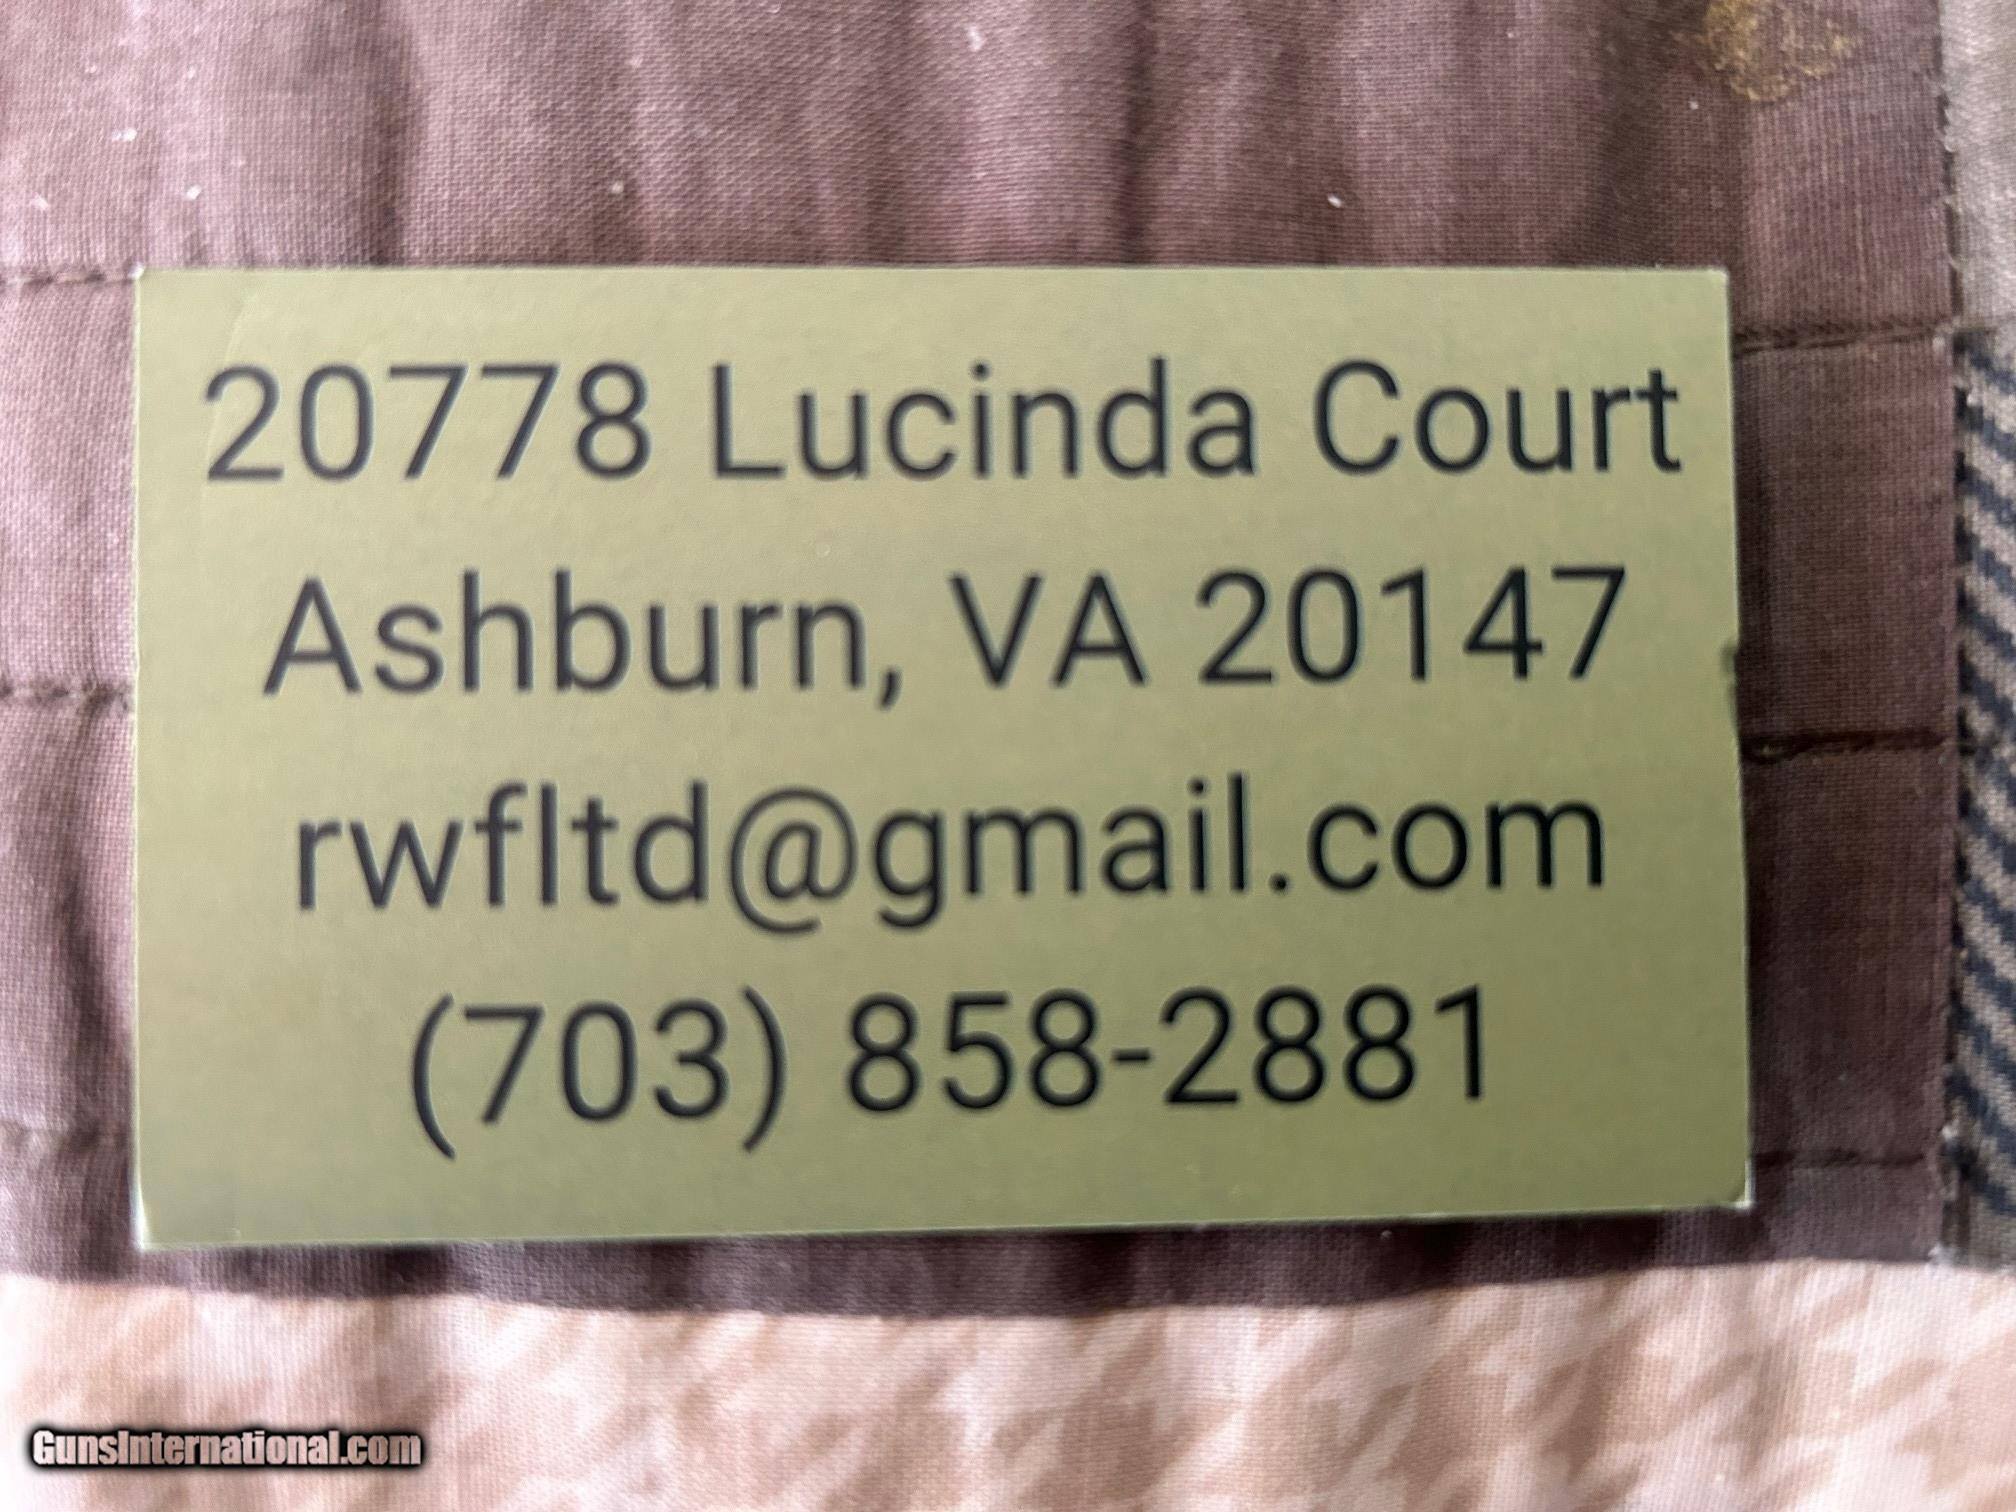 20778 Lucinda Court
Ashburn, VA 20147
rwfltd@gmail.com
(703) 858-2881
GunsInternational.com